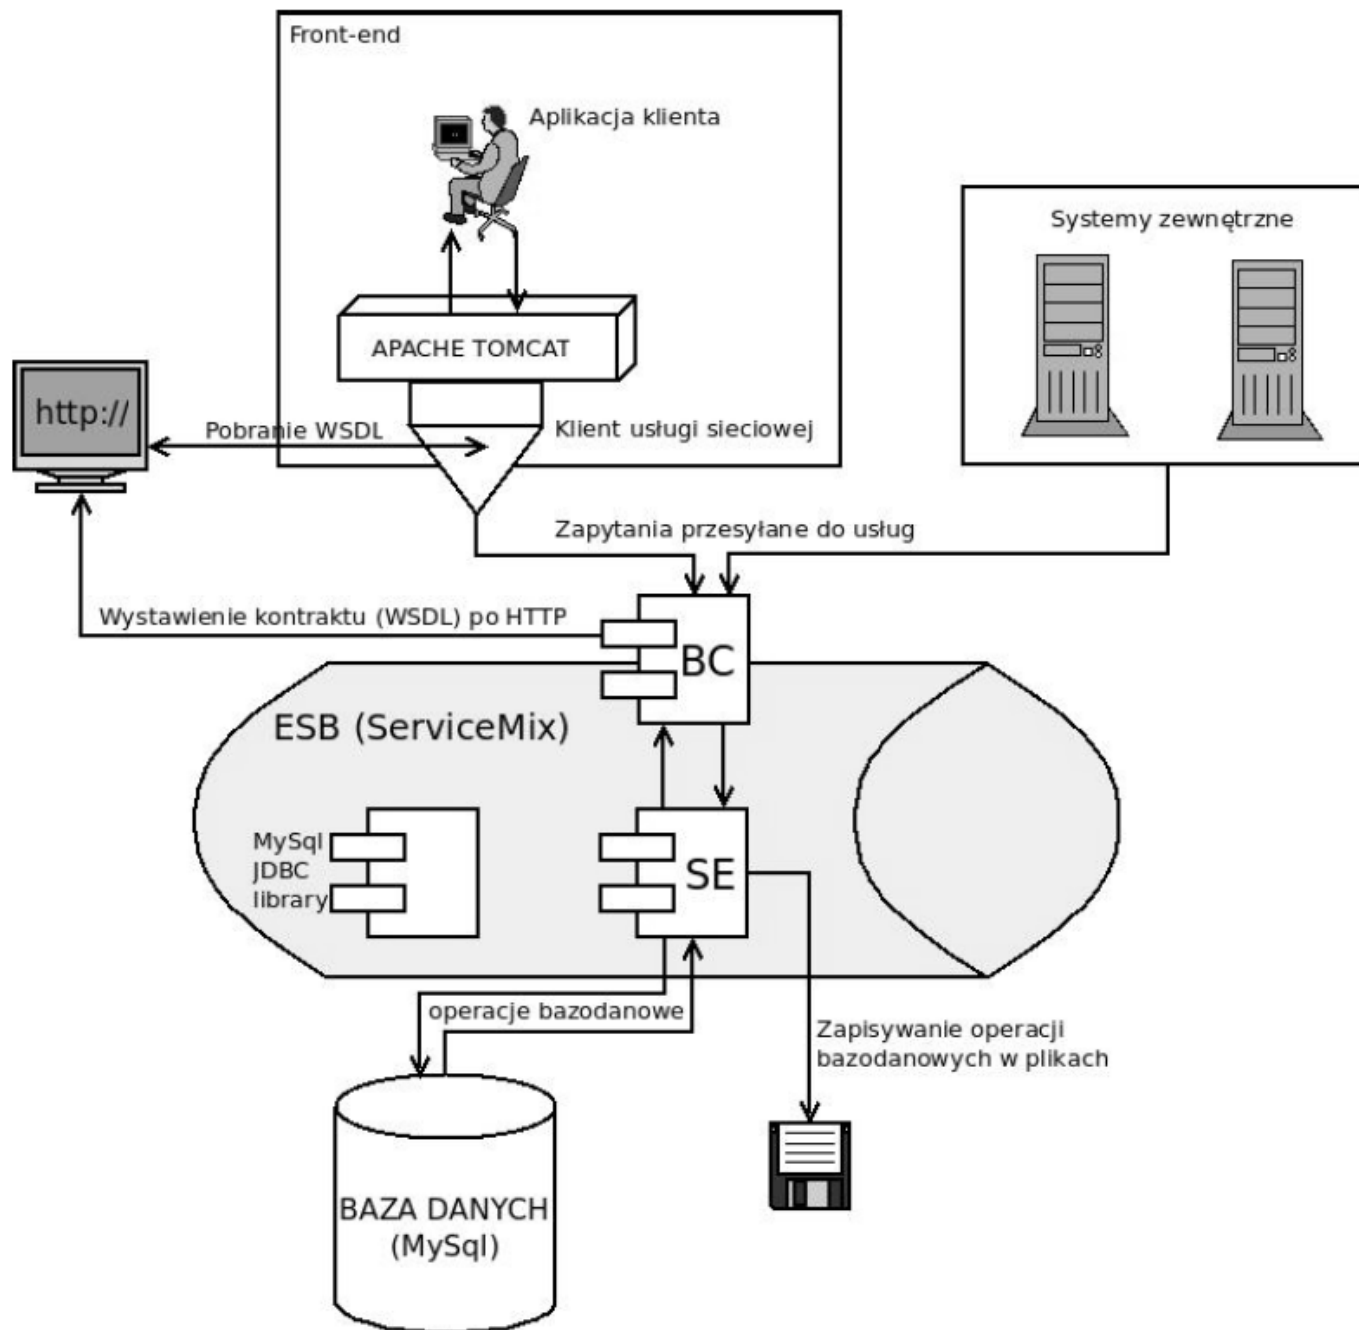 Front-end
Aplikacja klienta
Systemy zewnętrzne
APACHE TOMCAT
http://
Pobranie WSDL
Klient usługi sieciowej
Zapytania przesyłane do usług
Wystawienie kontraktu (WSDL) po HTTP
BC
ESB (ServiceMix)
MySql
JDBC
library
SE
operacje bazodanowe
Zapisywanie operacji
bazodanowych w plikach
BAZA DANYCH
(MySql)